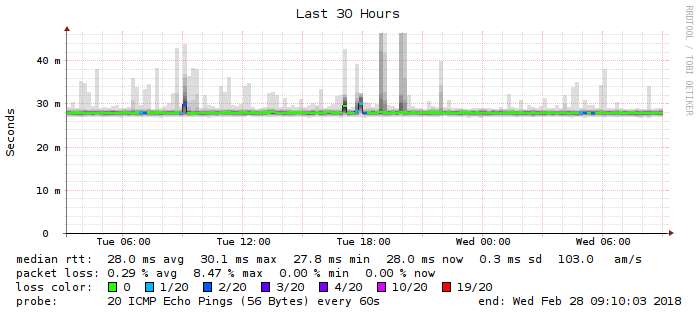 Last 30 Hours
RRDTOOL / TOBI OETIKER
Seconds
40 m
30 m
20 m
10 m
0
Tue 06:00 Tue 12:00 Tue 18:00 Wed 00:00 Wed 06:00
median rtt: 28.0 ms avg 30.1 ms max 27.8 ms min 28.0 ms now 0.3 ms sd 103.0 am/s
packet loss: 0.29 % avg 8.47 % max 0.00 % min 0.00 % now
loss color: 0 1/20 2/20 3/20 4/20 10/20 19/20
probe: 20 ICMP Echo Pings (56 Bytes) every 60s end: Wed Feb 28 09:10:03 2018